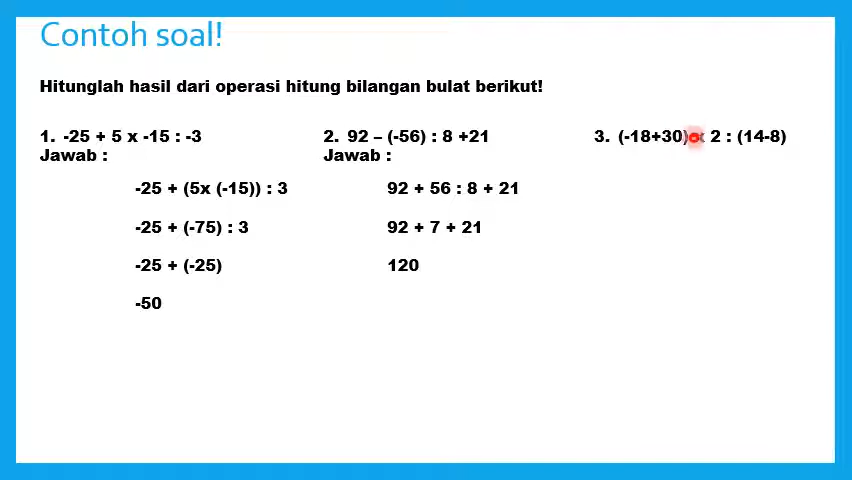 Contoh soal!
Hitunglah hasil dari operasi hitung bilangan bulat berikut!
1. -25 + 5 x -15 : -3
Jawab :
-25 + (5x (-15)) : 3
-25 + (-75) : 3
-25 + (-25)
-50
2. 92 – (-56) : 8 +21
Jawab :
92 + 56 : 8 + 21
92 + 7 + 21
120
3. (-18+30) x 2 : (14-8)